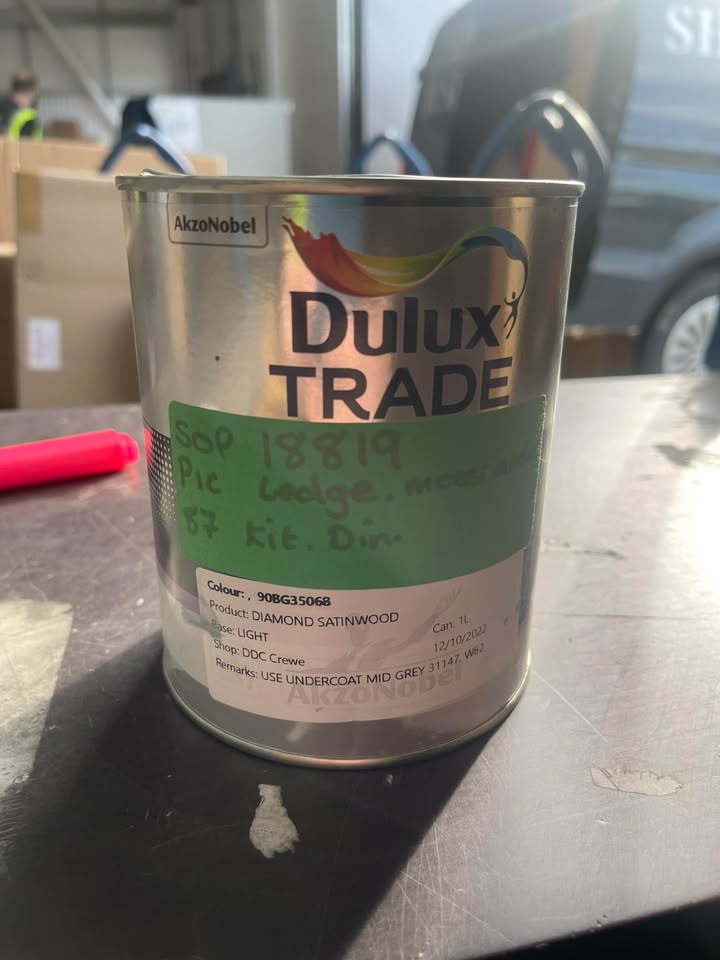 SH
AkzoNobel
Dulux
TRADE
SOP 18819
Pic Ledge.
87 Kit. Din.
Colour: , 90BG35068
Product: DIAMOND SATINWOOD
Base: LIGHT
Can: 1L
Shop: DDC Crewe
12/10/2022
Remarks: USE UNDERCOAT MID GREY 31147, W62
AkzoNobel